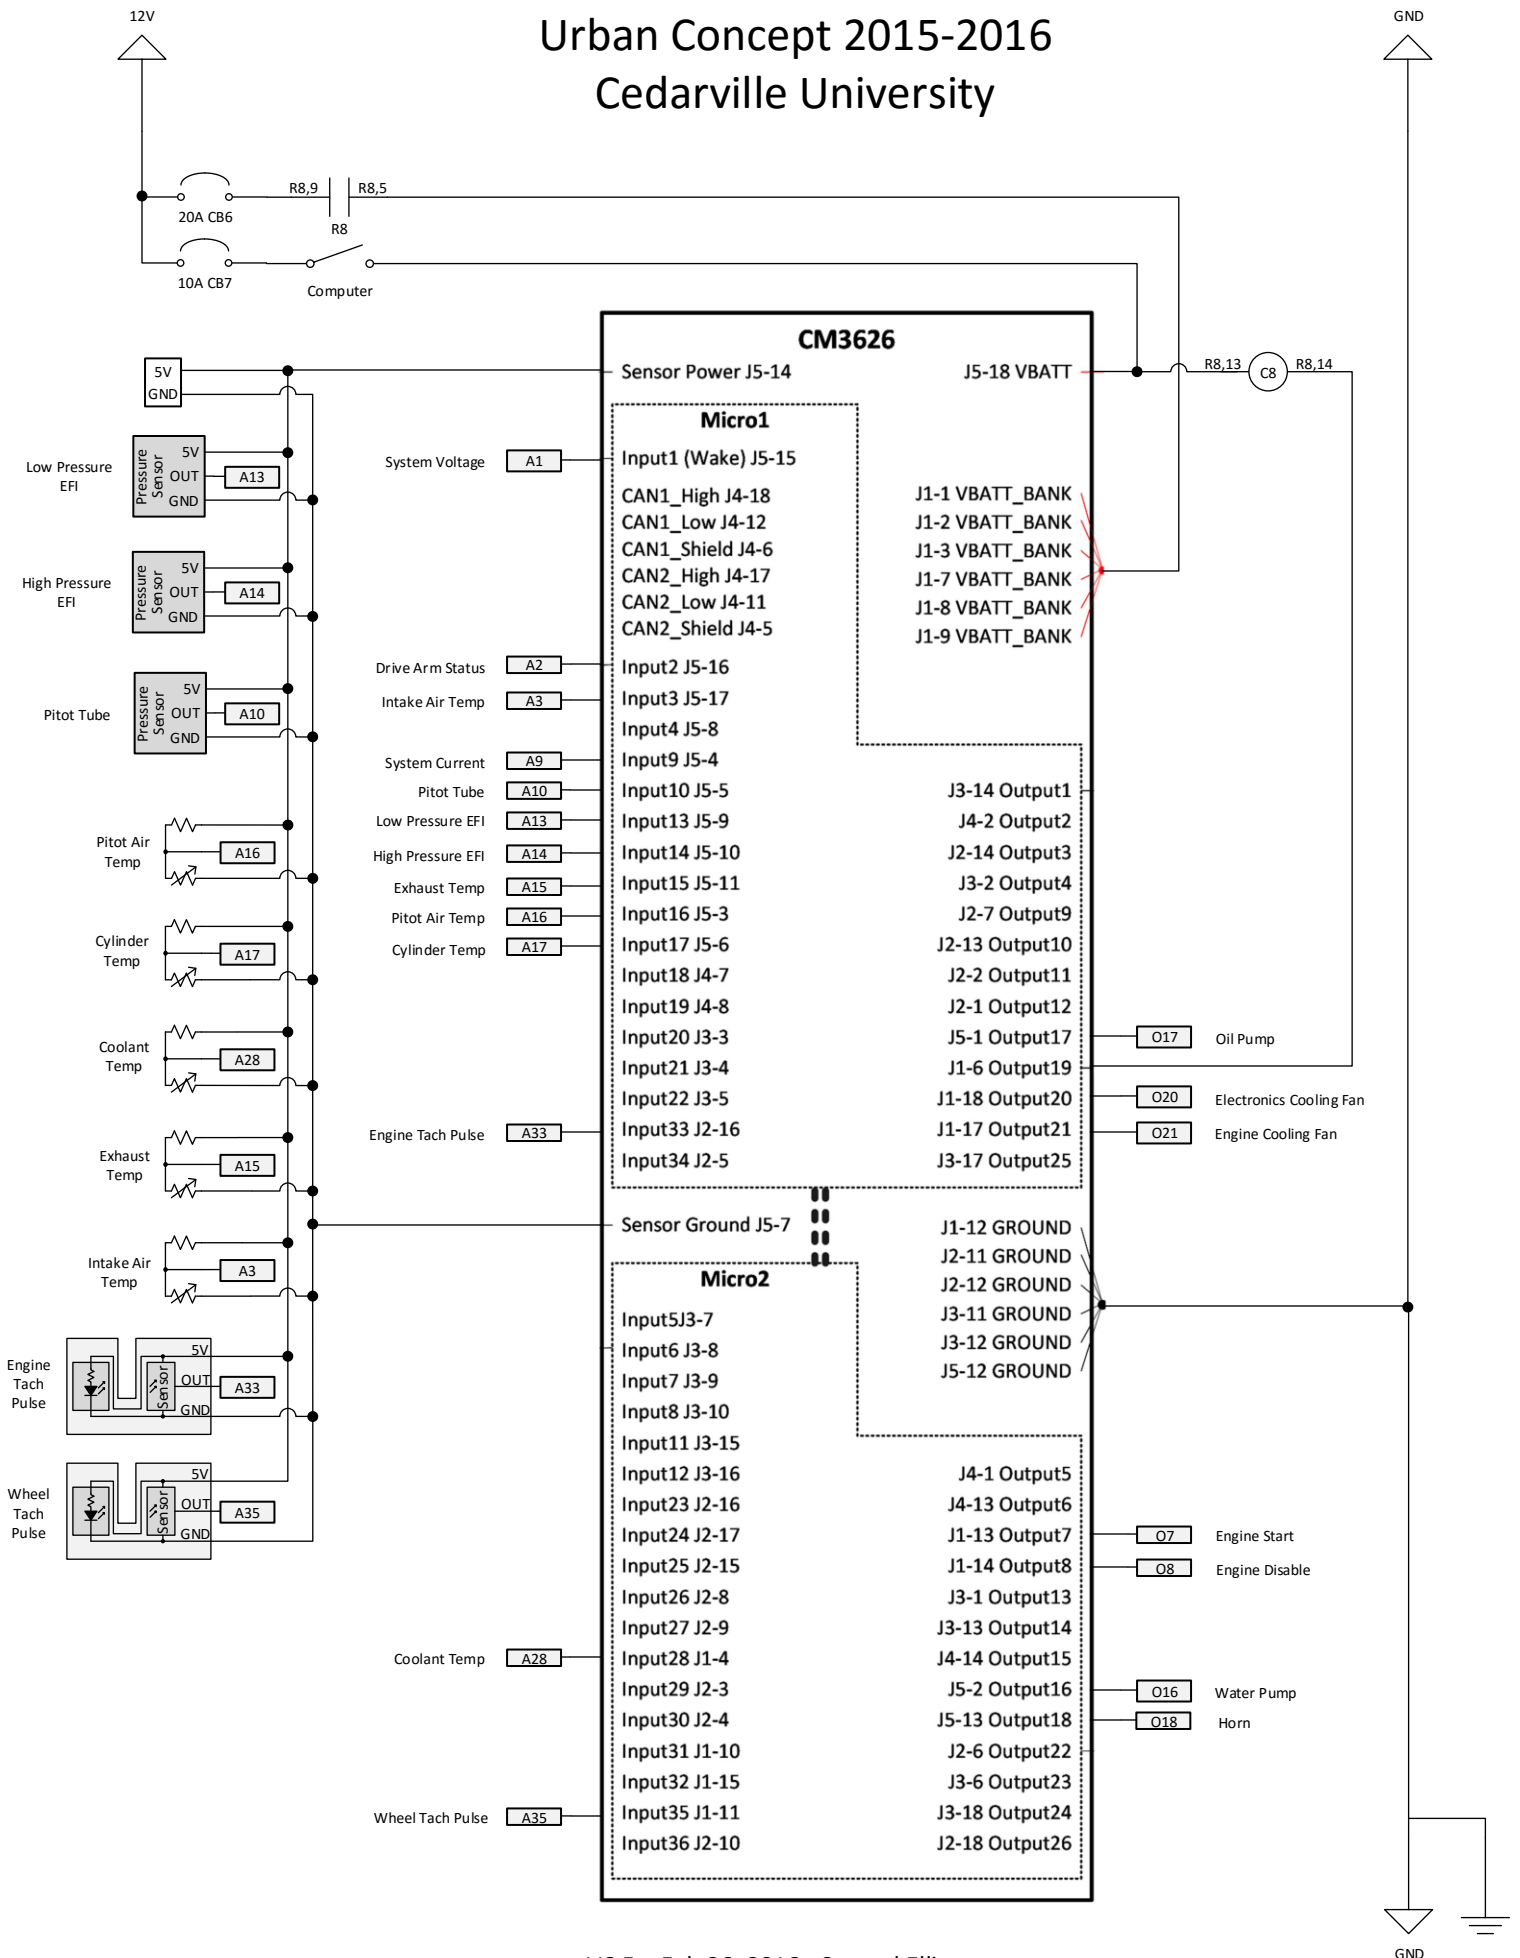 12V
Urban Concept 2015-2016
Cedarville University
GND
R8,9
R8,5
20A CB6
R8
10A CB7
Computer
CM3626
5V
GND
Sensor Power J5-14
J5-18 VBATT
R8,13
C8
R8,14
Micro1
Low Pressure EFI
Pressure Sensor
5V
OUT
GND
A13
High Pressure EFI
Pressure Sensor
5V
OUT
GND
A14
Pitot Tube
Pressure Sensor
5V
OUT
GND
A10
Pitot Air Temp
A16
Cylinder Temp
A17
Coolant Temp
A28
Exhaust Temp
A15
Intake Air Temp
A3
Engine Tach Pulse
Sensor
5V
OUT
GND
A33
Wheel Tach Pulse
Sensor
5V
OUT
GND
A35
System Voltage A1 Input1 (Wake) J5-15
CAN1_High J4-18
CAN1_Low J4-12
CAN1_Shield J4-6
CAN2_High J4-17
CAN2_Low J4-11
CAN2_Shield J4-5
Drive Arm Status A2 Input2 J5-16
Intake Air Temp A3 Input3 J5-17
Input4 J5-8
System Current A9 Input9 J5-4
Pitot Tube A10 Input10 J5-5
Low Pressure EFI A13 Input13 J5-9
High Pressure EFI A14 Input14 J5-10
Exhaust Temp A15 Input15 J5-11
Pitot Air Temp A16 Input16 J5-3
Cylinder Temp A17 Input17 J5-6
Input18 J4-7
Input19 J4-8
Input20 J3-3
Input21 J3-4
Input22 J3-5
Engine Tach Pulse A33 Input33 J2-16
Input34 J2-5
J1-1 VBATT_BANK
J1-2 VBATT_BANK
J1-3 VBATT_BANK
J1-7 VBATT_BANK
J1-8 VBATT_BANK
J1-9 VBATT_BANK
J3-14 Output1
J4-2 Output2
J2-14 Output3
J3-2 Output4
J2-7 Output9
J2-13 Output10
J2-2 Output11
J2-1 Output12
J5-1 Output17 O17 Oil Pump
J1-6 Output19
J1-18 Output20 O20 Electronics Cooling Fan
J1-17 Output21 O21 Engine Cooling Fan
J3-17 Output25
Sensor Ground J5-7
J1-12 GROUND
J2-11 GROUND
J2-12 GROUND
J3-11 GROUND
J3-12 GROUND
J5-12 GROUND
Micro2
Input5J3-7
Input6 J3-8
Input7 J3-9
Input8 J3-10
Input11 J3-15
Input12 J3-16
Input23 J2-16
Input24 J2-17
Input25 J2-15
Input26 J2-8
Input27 J2-9
Coolant Temp A28 Input28 J1-4
Input29 J2-3
Input30 J2-4
Input31 J1-10
Input32 J1-15
Wheel Tach Pulse A35 Input35 J1-11
Input36 J2-10
J4-1 Output5
J4-13 Output6
J1-13 Output7 O7 Engine Start
J1-14 Output8 O8 Engine Disable
J3-1 Output13
J3-13 Output14
J4-14 Output15
J5-2 Output16 O16 Water Pump
J5-13 Output18 O18 Horn
J2-6 Output22
J3-6 Output23
J3-18 Output24
J2-18 Output26
GND